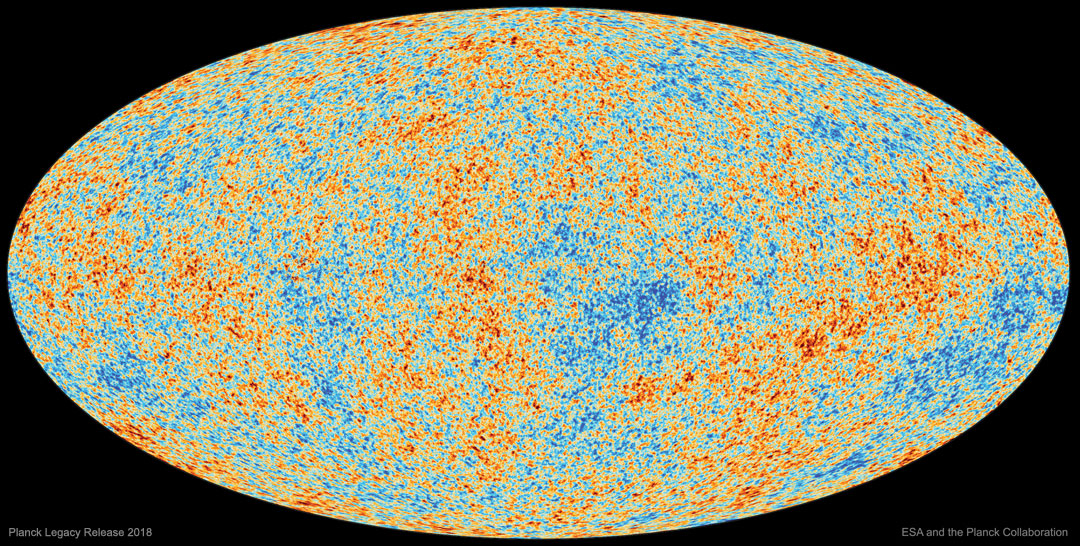 Planck Legacy Release 2018
ESA and the Planck Collaboration